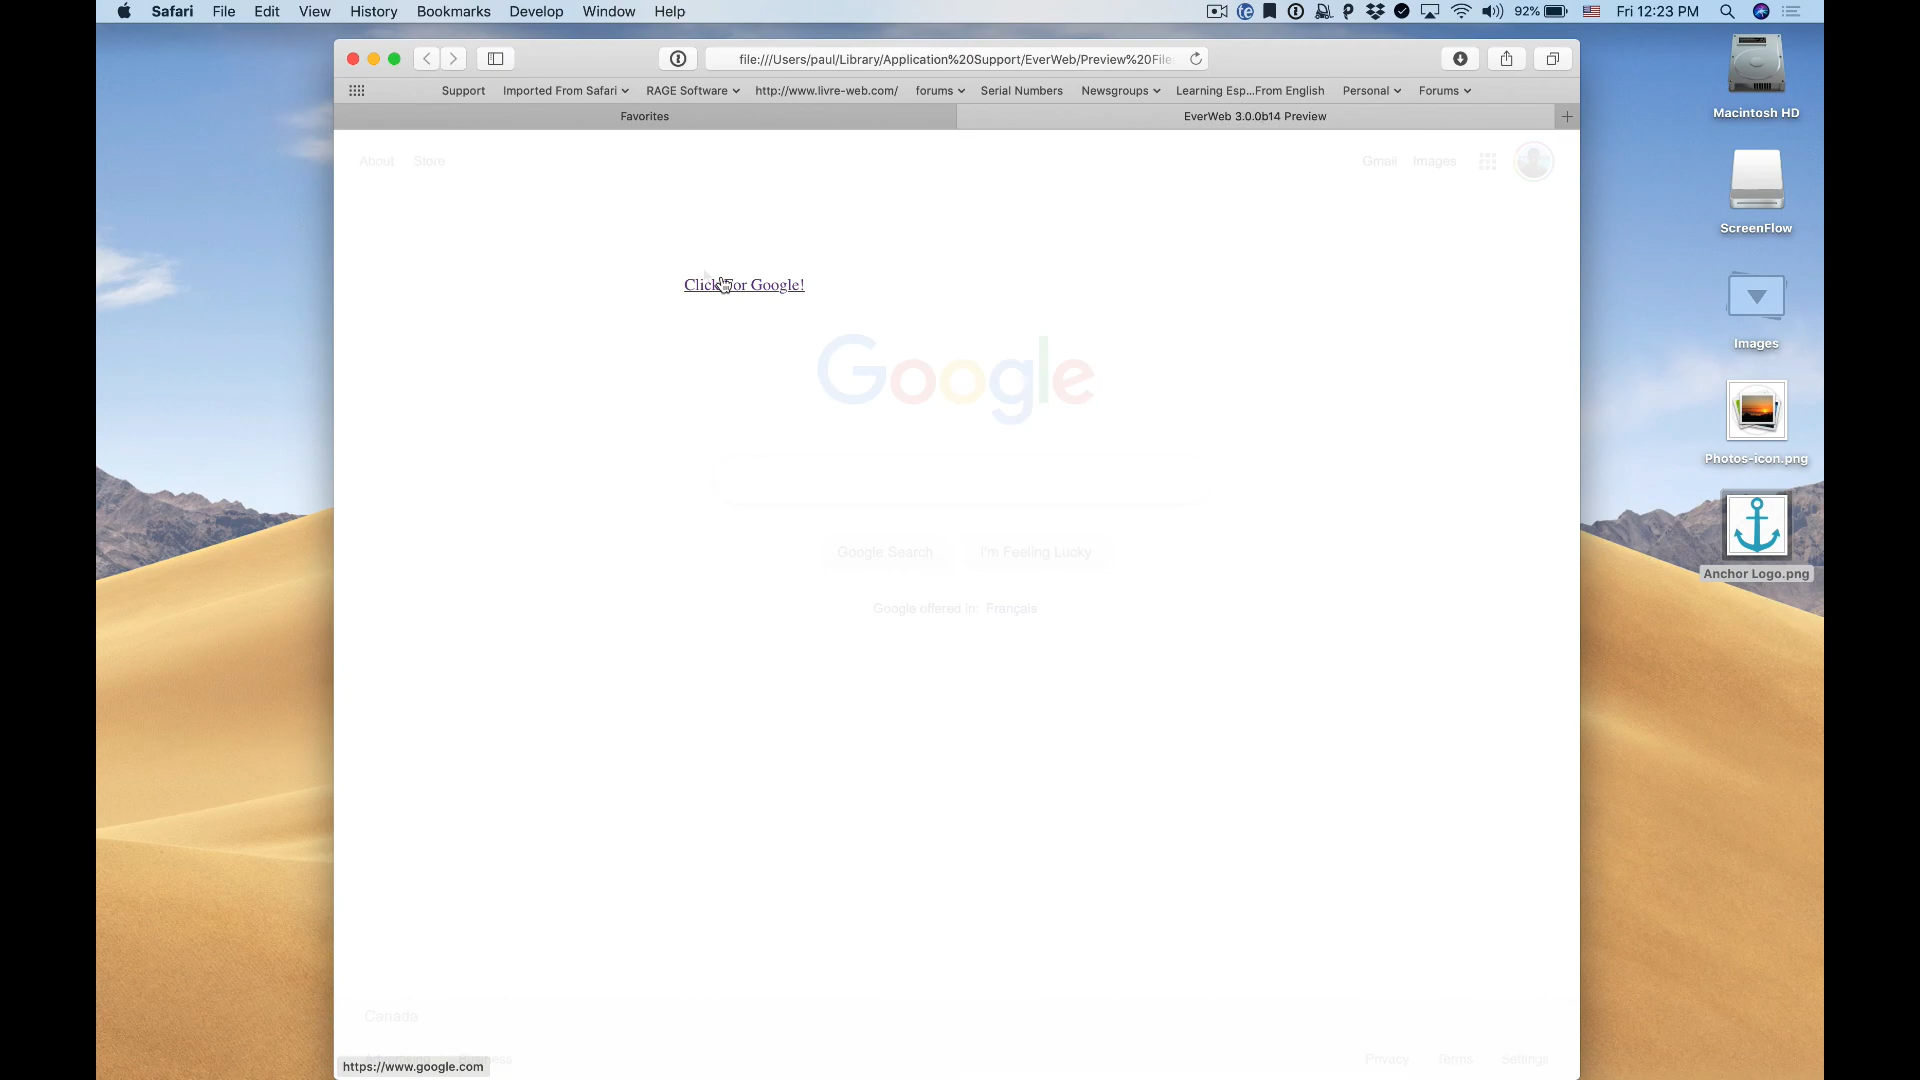 Safari File Edit View History Bookmarks Develop Window Help 92% Fri 12:23 PM
file:///Users/paul/Library/Application%20Support/EverWeb/Preview%20File
Support Imported From Safari RAGE Software http://www.livre-web.com/ forums Serial Numbers Newsgroups Learning Esp...From English Personal Forums
Favorites EverWeb 3.0.0b14 Preview
About Store Gmail Images
Click For Google!
Google
Google Search I'm Feeling Lucky
Google offered in: Français
Canada
Advertising Business Privacy Terms Settings
https://www.google.com
Macintosh HD
ScreenFlow
Images
Photos-icon.png
Anchor Logo.png